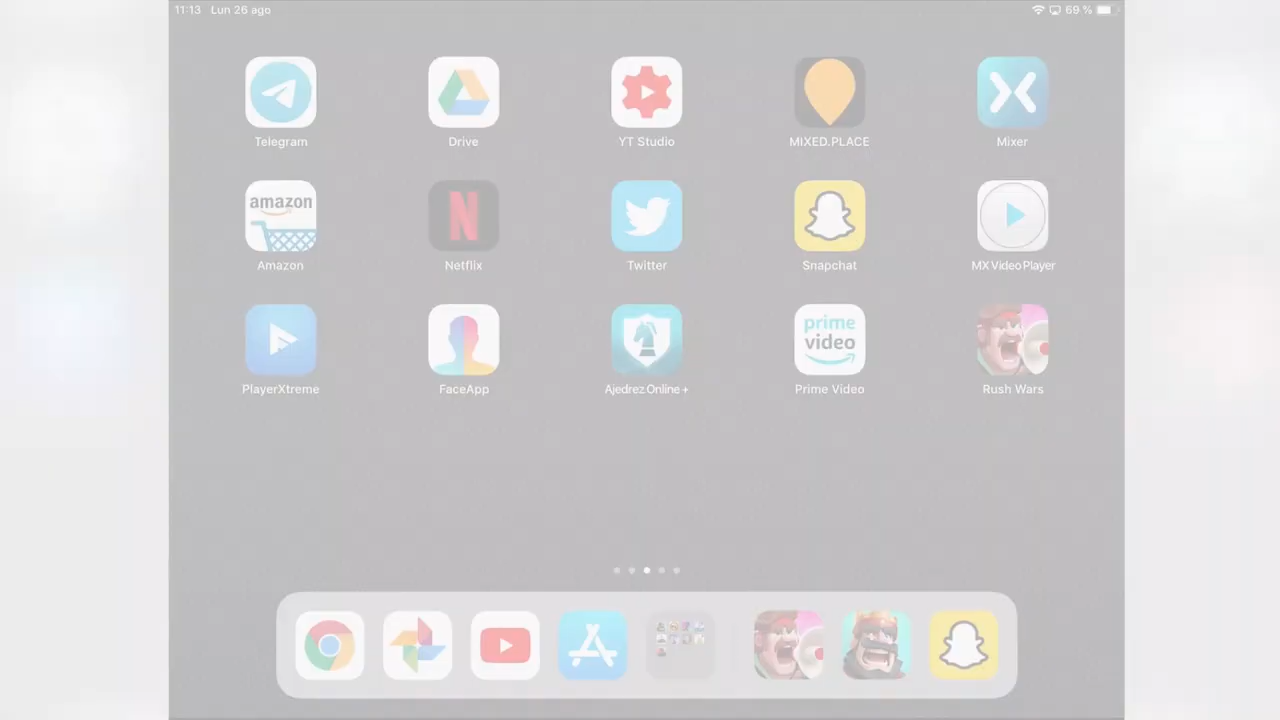 11:13 Lun 26 ago 69 %
Telegram Drive YT Studio MIXED.PLACE Mixer
amazon
Amazon Netflix Twitter Snapchat MX Video Player
prime
video
PlayerXtreme FaceApp Ajedrez Online + Prime Video Rush Wars